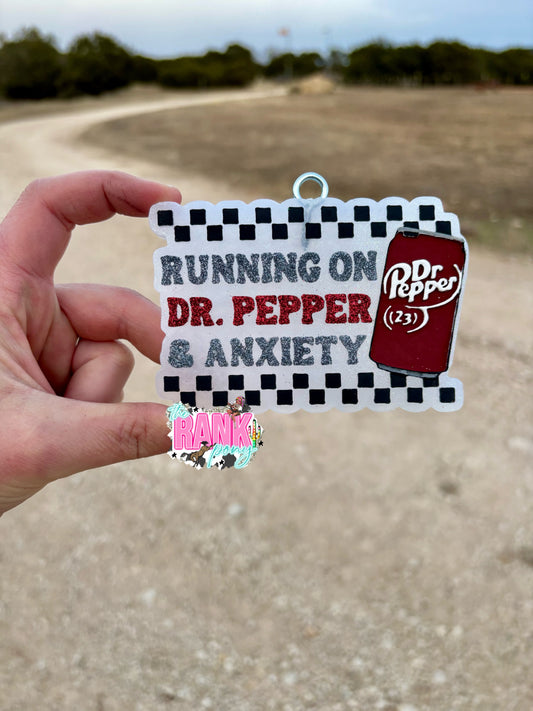 RUNNING ON
DR. PEPPER
& ANXIETY
Dr
Pepper
(23)
the
RANK
pony